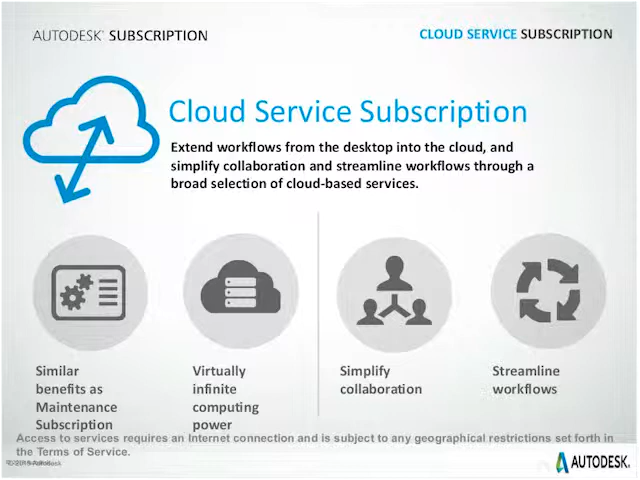 AUTODESK® SUBSCRIPTION
CLOUD SERVICE SUBSCRIPTION
Cloud Service Subscription
Extend workflows from the desktop into the cloud, and
simplify collaboration and streamline workflows through a
broad selection of cloud-based services.
Similar
benefits as
Maintenance
Subscription
Virtually
infinite
computing
power
Simplify
collaboration
Streamline
workflows
Access to services requires an Internet connection and is subject to any geographical restrictions set forth in
the Terms of Service.
Autodesk
AUTODESK.